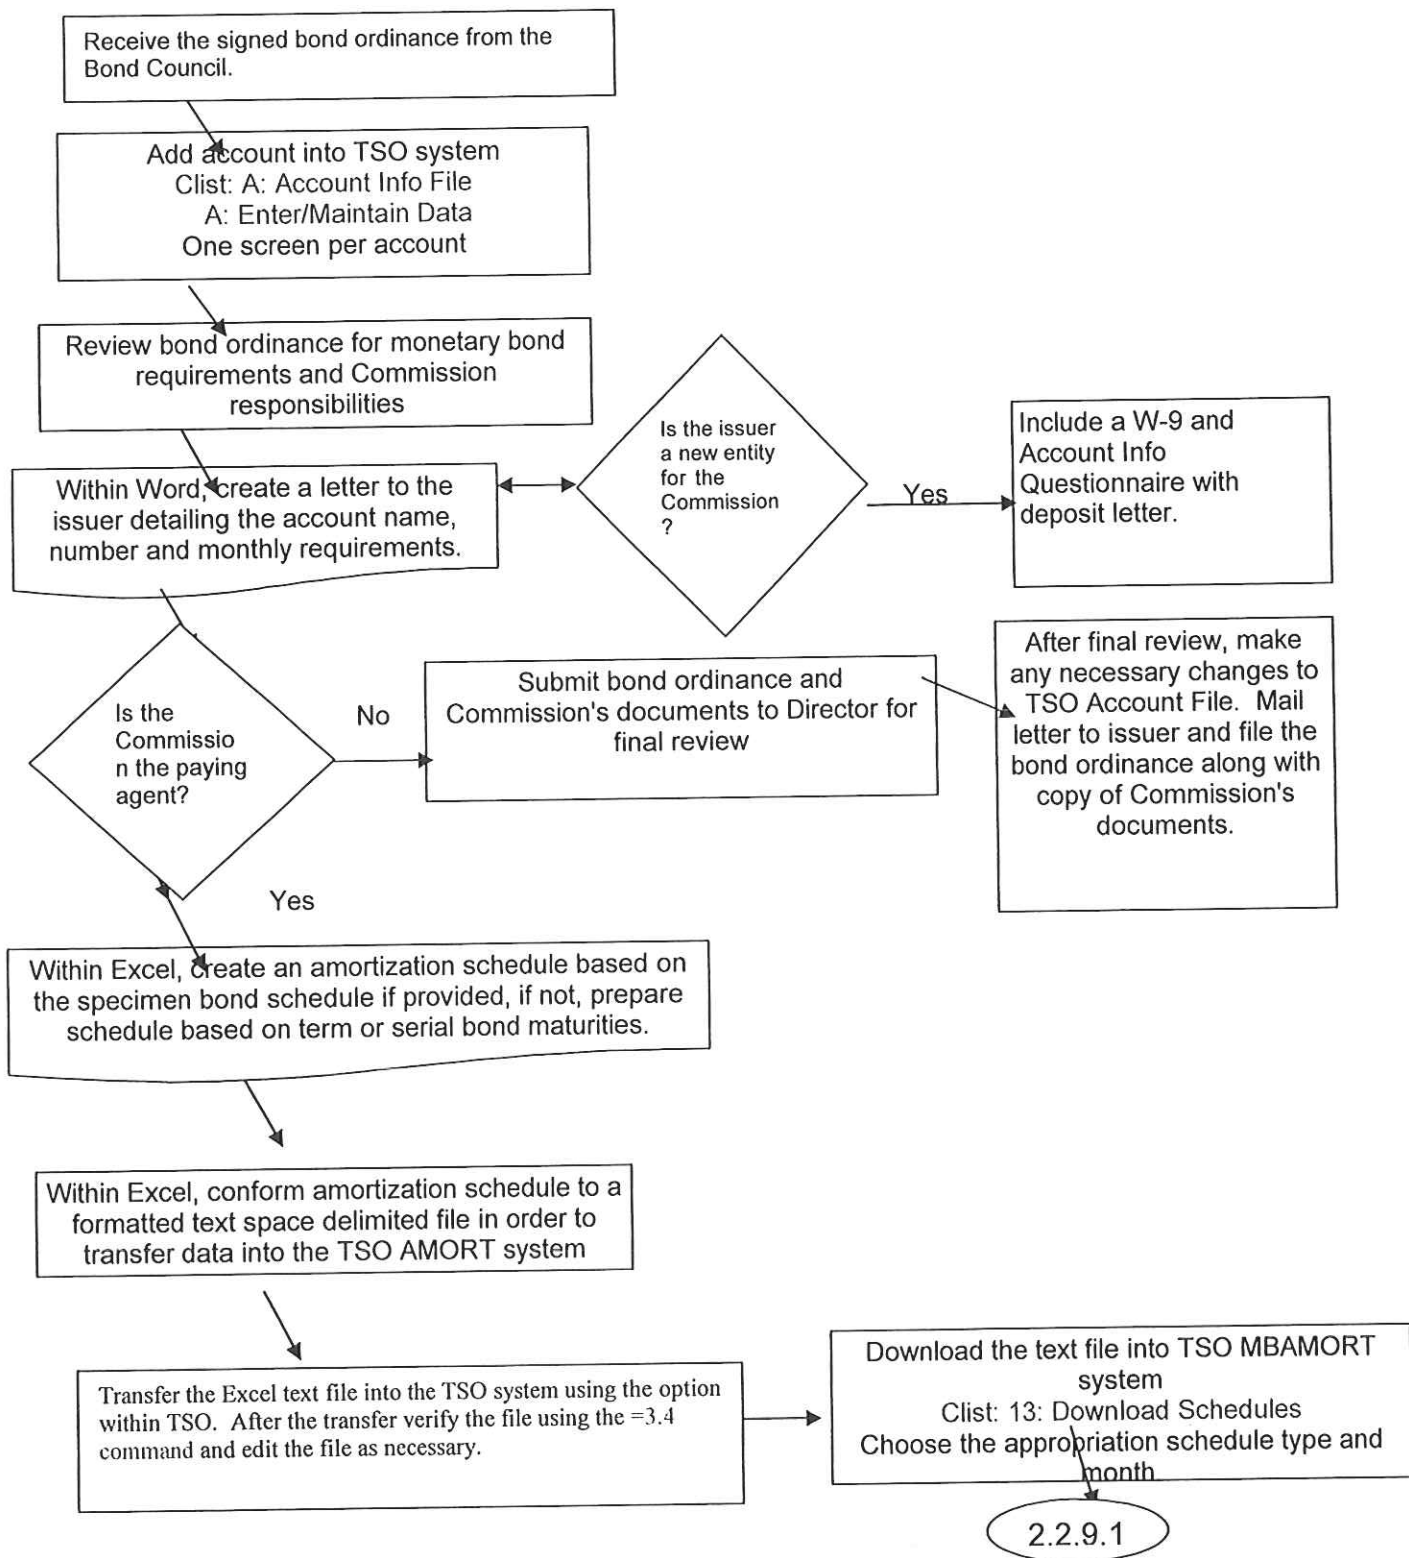 Receive the signed bond ordinance from the
Bond Council.
Add account into TSO system
Clist: A: Account Info File
A: Enter/Maintain Data
One screen per account
Review bond ordinance for monetary bond
requirements and Commission
responsibilities
Within Word, create a letter to the
issuer detailing the account name,
number and monthly requirements.
Is the issuer
a new entity
for the
Commission
?
Yes
Include a W-9 and
Account Info
Questionnaire with
deposit letter.
Is the
Commissio
n the paying
agent?
No
Submit bond ordinance and
Commission's documents to Director for
final review
After final review, make
any necessary changes to
TSO Account File. Mail
letter to issuer and file the
bond ordinance along with
copy of Commission's
documents.
Yes
Within Excel, create an amortization schedule based on
the specimen bond schedule if provided, if not, prepare
schedule based on term or serial bond maturities.
Within Excel, conform amortization schedule to a
formatted text space delimited file in order to
transfer data into the TSO AMORT system
Transfer the Excel text file into the TSO system using the option
within TSO. After the transfer verify the file using the =3.4
command and edit the file as necessary.
Download the text file into TSO MBAMORT
system
Clist: 13: Download Schedules
Choose the appropriation schedule type and
month
2.2.9.1